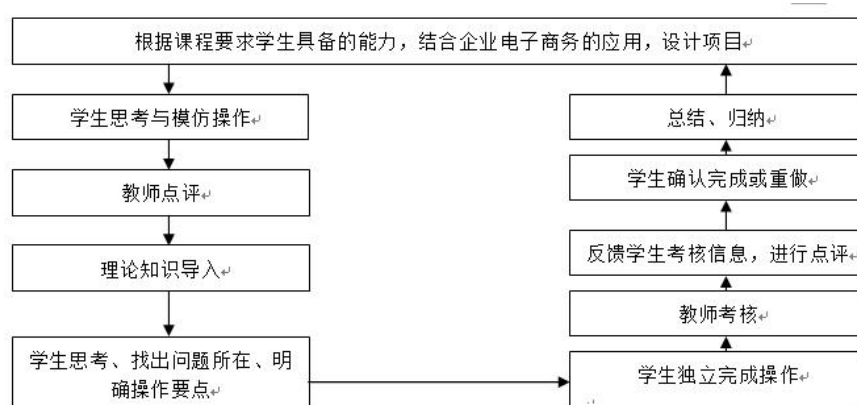 根据课程要求学生具备的能力，结合企业电子商务的应用，设计项目
学生思考与模仿操作
教师点评
理论知识导入
学生思考、找出问题所在、明
确操作要点
总结、归纳
学生确认完成或重做
反馈学生考核信息，进行点评
教师考核
学生独立完成操作